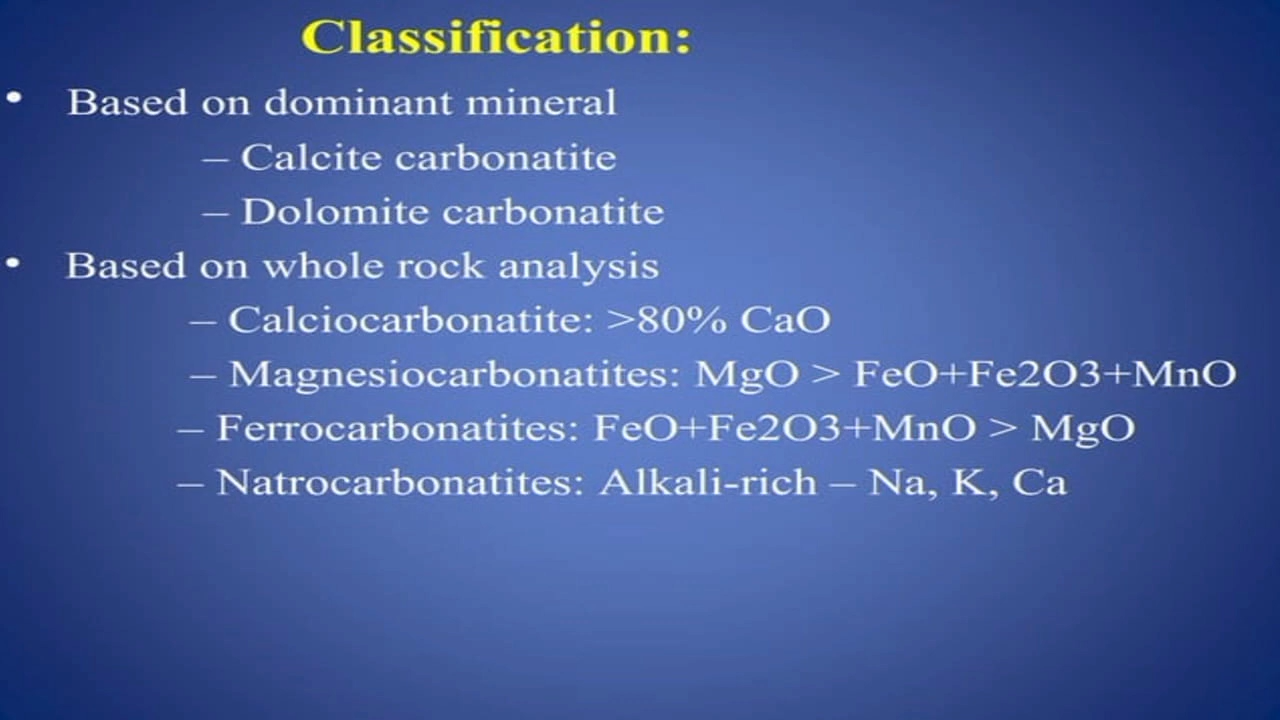 Classification:
• Based on dominant mineral
– Calcite carbonatite
– Dolomite carbonatite
• Based on whole rock analysis
– Calciocarbonatite: >80% CaO
– Magnesiocarbonatites: MgO > FeO+Fe2O3+MnO
– Ferrocarbonatites: FeO+Fe2O3+MnO > MgO
– Natrocarbonatites: Alkali-rich – Na, K, Ca